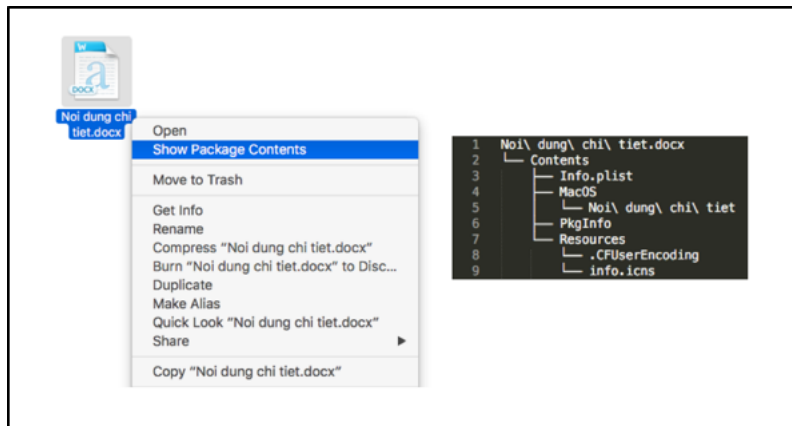 W
a
DOCX
Noi dung chi
tiet.docx
Open
Show Package Contents
Move to Trash
Get Info
Rename
Compress “Noi dung chi tiet.docx”
Burn “Noi dung chi tiet.docx” to Disc...
Duplicate
Make Alias
Quick Look “Noi dung chi tiet.docx”
Share
Copy “Noi dung chi tiet.docx”
1 Noi\ dung\ chi\ tiet.docx
2 └── Contents
3 ├── Info.plist
4 ├── MacOS
5 │ └── Noi\ dung\ chi\ tiet
6 ├── PkgInfo
7 └── Resources
8 ├── .CFUserEncoding
9 └── info.icns